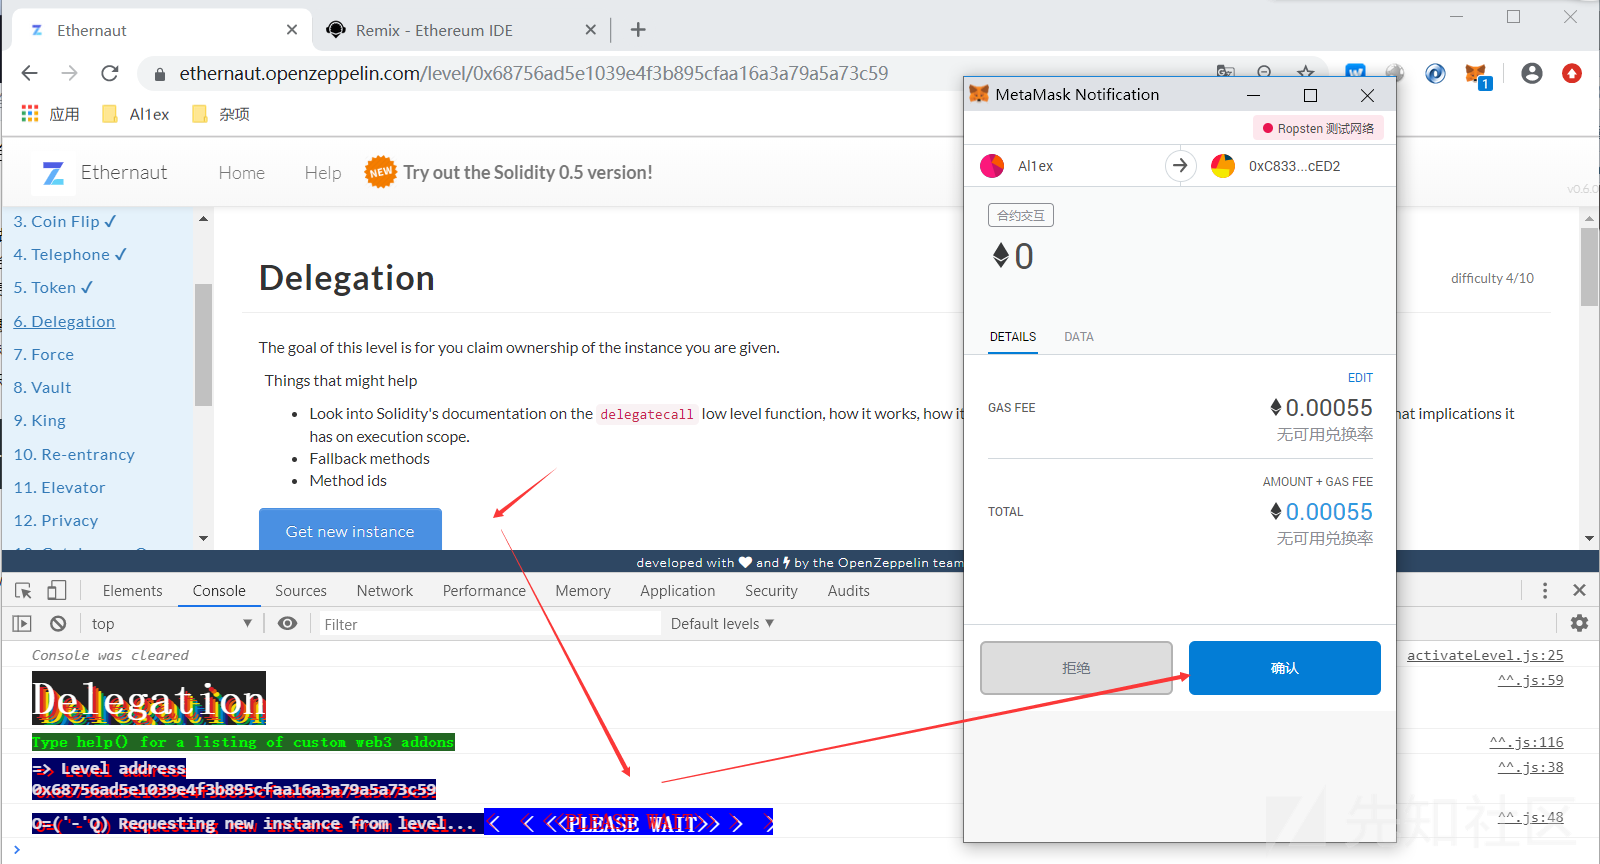 Ethernaut
Remix - Ethereum IDE
ethernaut.openzeppelin.com/level/0x68756ad5e1039e4f3b895cfaa16a3a79a5a73c59
1
应用
Al1ex
杂项
Ethernaut
Home
Help
NEW
Try out the Solidity 0.5 version!
v0.6.0
3. Coin Flip ✓
4. Telephone ✓
5. Token ✓
6. Delegation
7. Force
8. Vault
9. King
10. Re-entrancy
11. Elevator
12. Privacy
Delegation
difficulty 4/10
The goal of this level is for you claim ownership of the instance you are given.
Things that might help
• Look into Solidity's documentation on the delegatecall low level function, how it works, how it
implications it
has on execution scope.
• Fallback methods
• Method ids
Get new instance
developed with ❤ and by the OpenZeppelin team
MetaMask Notification
Ropsten 测试网络
Al1ex
0xC833...cED2
合约交互
0
DETAILS
DATA
EDIT
GAS FEE
0.00055
无可用兑换率
AMOUNT + GAS FEE
TOTAL
0.00055
无可用兑换率
拒绝
确认
Elements
Console
Sources
Network
Performance
Memory
Application
Security
Audits
top
Filter
Default levels ▼
Console was cleared
activateLevel.js:25
Delegation
^^.js:59
Type help() for a listing of custom web3 addons
^^.js:116
=> Level address
^^.js:38
0x68756ad5e1039e4f3b895cfaa16a3a79a5a73c59
O=('-'Q) Requesting new instance from level... < < <<PLEASE WAIT>> > >
^^.js:48
>
先知社区